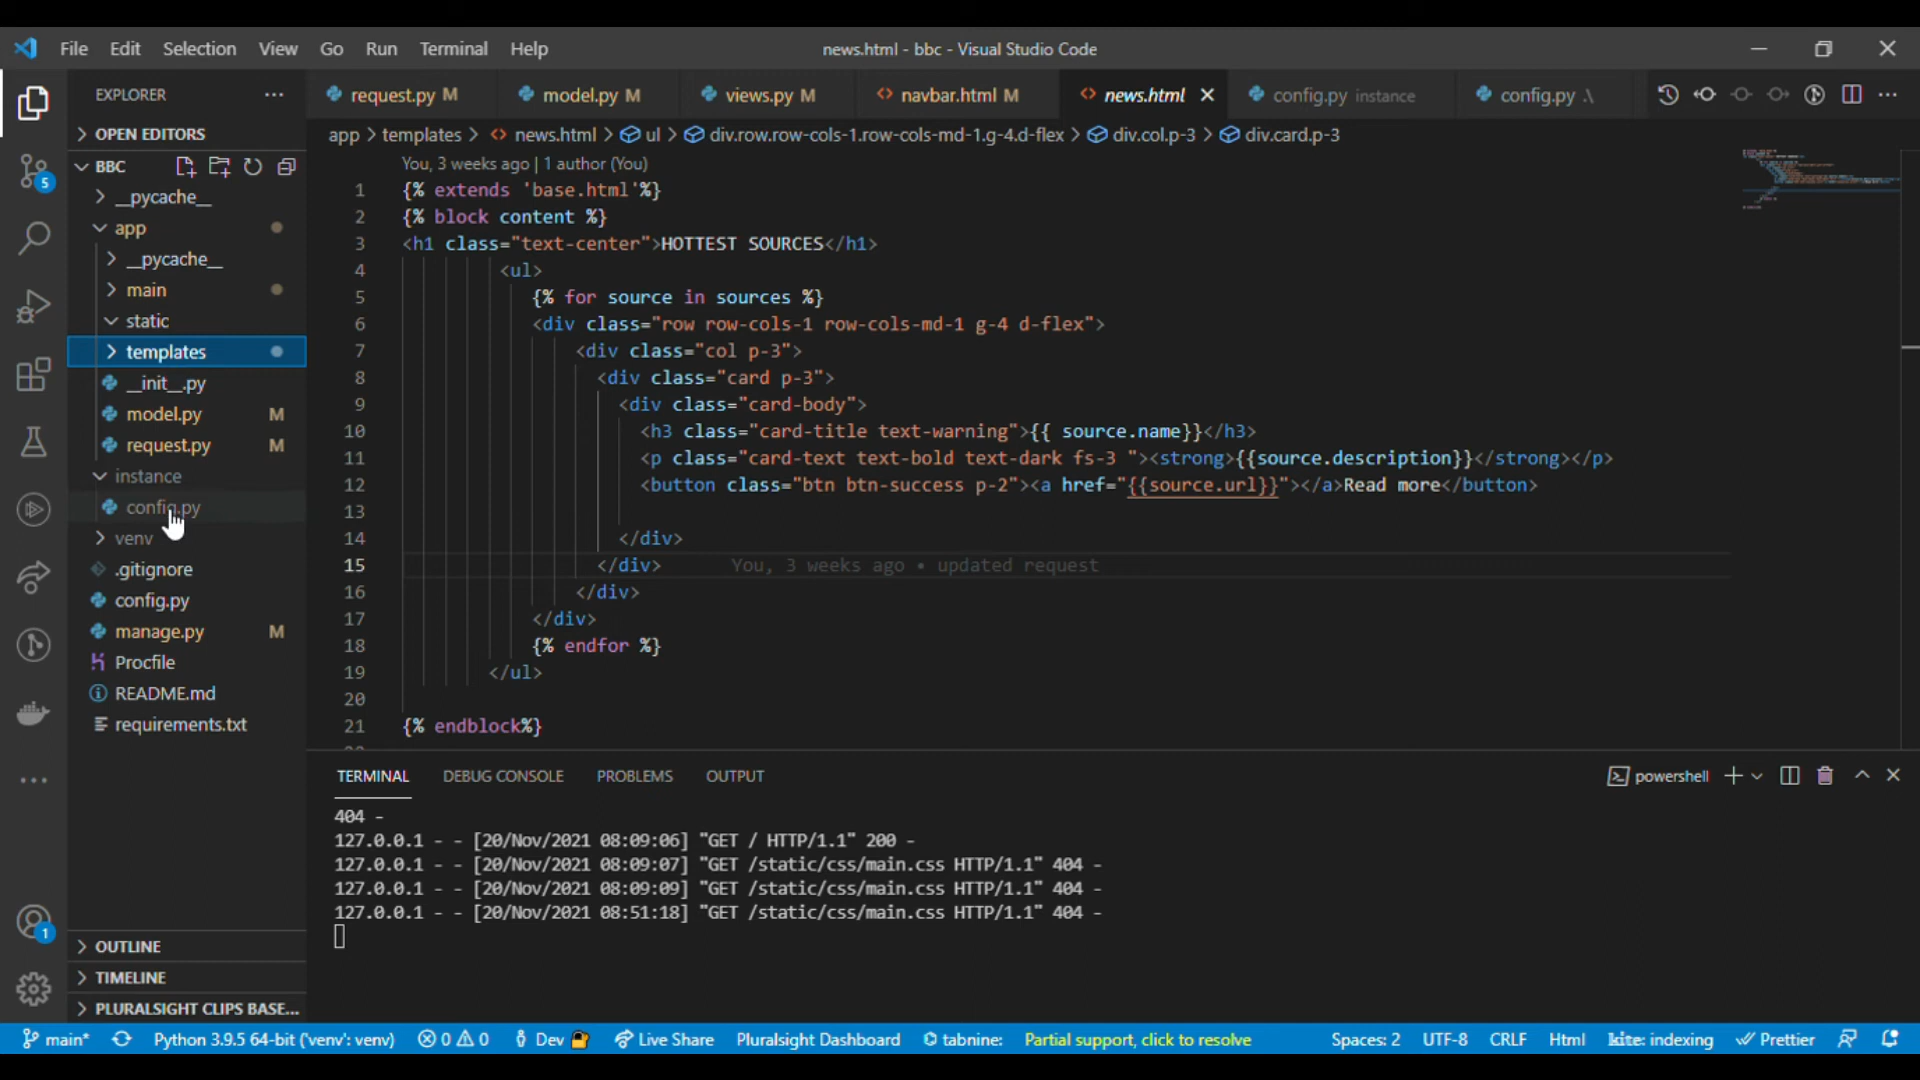 File Edit Selection View Go Run Terminal Help
news.html - bbc - Visual Studio Code
EXPLORER
OPEN EDITORS
BBC
__pycache__
app
__pycache__
main
static
templates
__init__.py
model.py M
request.py M
instance
config.py
venv
.gitignore
config.py
manage.py M
Procfile
README.md
requirements.txt
OUTLINE
TIMELINE
PLURALSIGHT CLIPS BASE...
5
1
request.py M model.py M views.py M navbar.html M news.html config.py instance config.py .\
app > templates > news.html > ul > div.row.row-cols-1.row-cols-md-1.g-4.d-flex > div.col.p-3 > div.card.p-3
You, 3 weeks ago | 1 author (You)
1 {% extends 'base.html'%}
2 {% block content %}
3 <h1 class="text-center">HOTTEST SOURCES</h1>
4 <ul>
5 {% for source in sources %}
6 <div class="row row-cols-1 row-cols-md-1 g-4 d-flex">
7 <div class="col p-3">
8 <div class="card p-3">
9 <div class="card-body">
10 <h3 class="card-title text-warning">{{ source.name}}</h3>
11 <p class="card-text text-bold text-dark fs-3 "><strong>{{source.description}}</strong></p>
12 <button class="btn btn-success p-2"><a href="{{source.url}}"></a>Read more</button>
13
14 </div>
15 </div> You, 3 weeks ago • updated request
16 </div>
17 </div>
18 {% endfor %}
19 </ul>
20
21 {% endblock%}
TERMINAL DEBUG CONSOLE PROBLEMS OUTPUT
powershell
404 -
127.0.0.1 - - [20/Nov/2021 08:09:06] "GET / HTTP/1.1" 200 -
127.0.0.1 - - [20/Nov/2021 08:09:07] "GET /static/css/main.css HTTP/1.1" 404 -
127.0.0.1 - - [20/Nov/2021 08:09:09] "GET /static/css/main.css HTTP/1.1" 404 -
127.0.0.1 - - [20/Nov/2021 08:51:18] "GET /static/css/main.css HTTP/1.1" 404 -
main* Python 3.9.5 64-bit ('venv': venv) 0 0 Dev Live Share Pluralsight Dashboard tabnine: Partial support, click to resolve Spaces: 2 UTF-8 CRLF Html kite: indexing Prettier